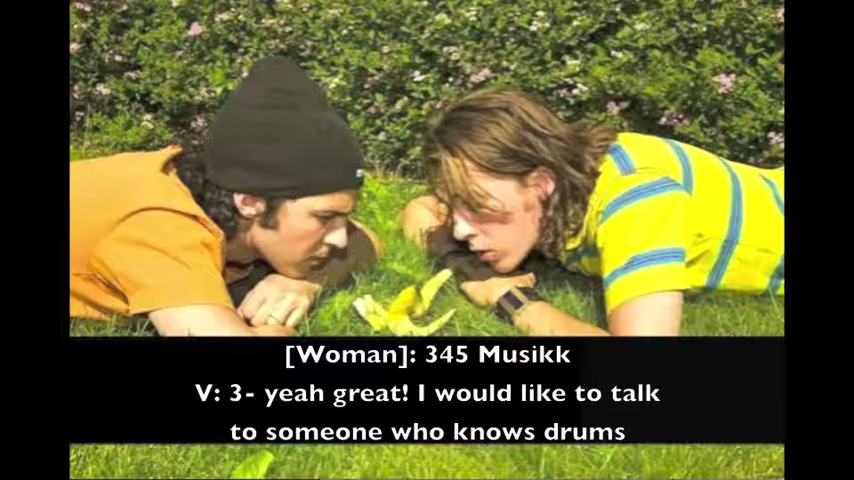 [Woman]: 345 Musikk
V: 3- yeah great! I would like to talk
to someone who knows drums